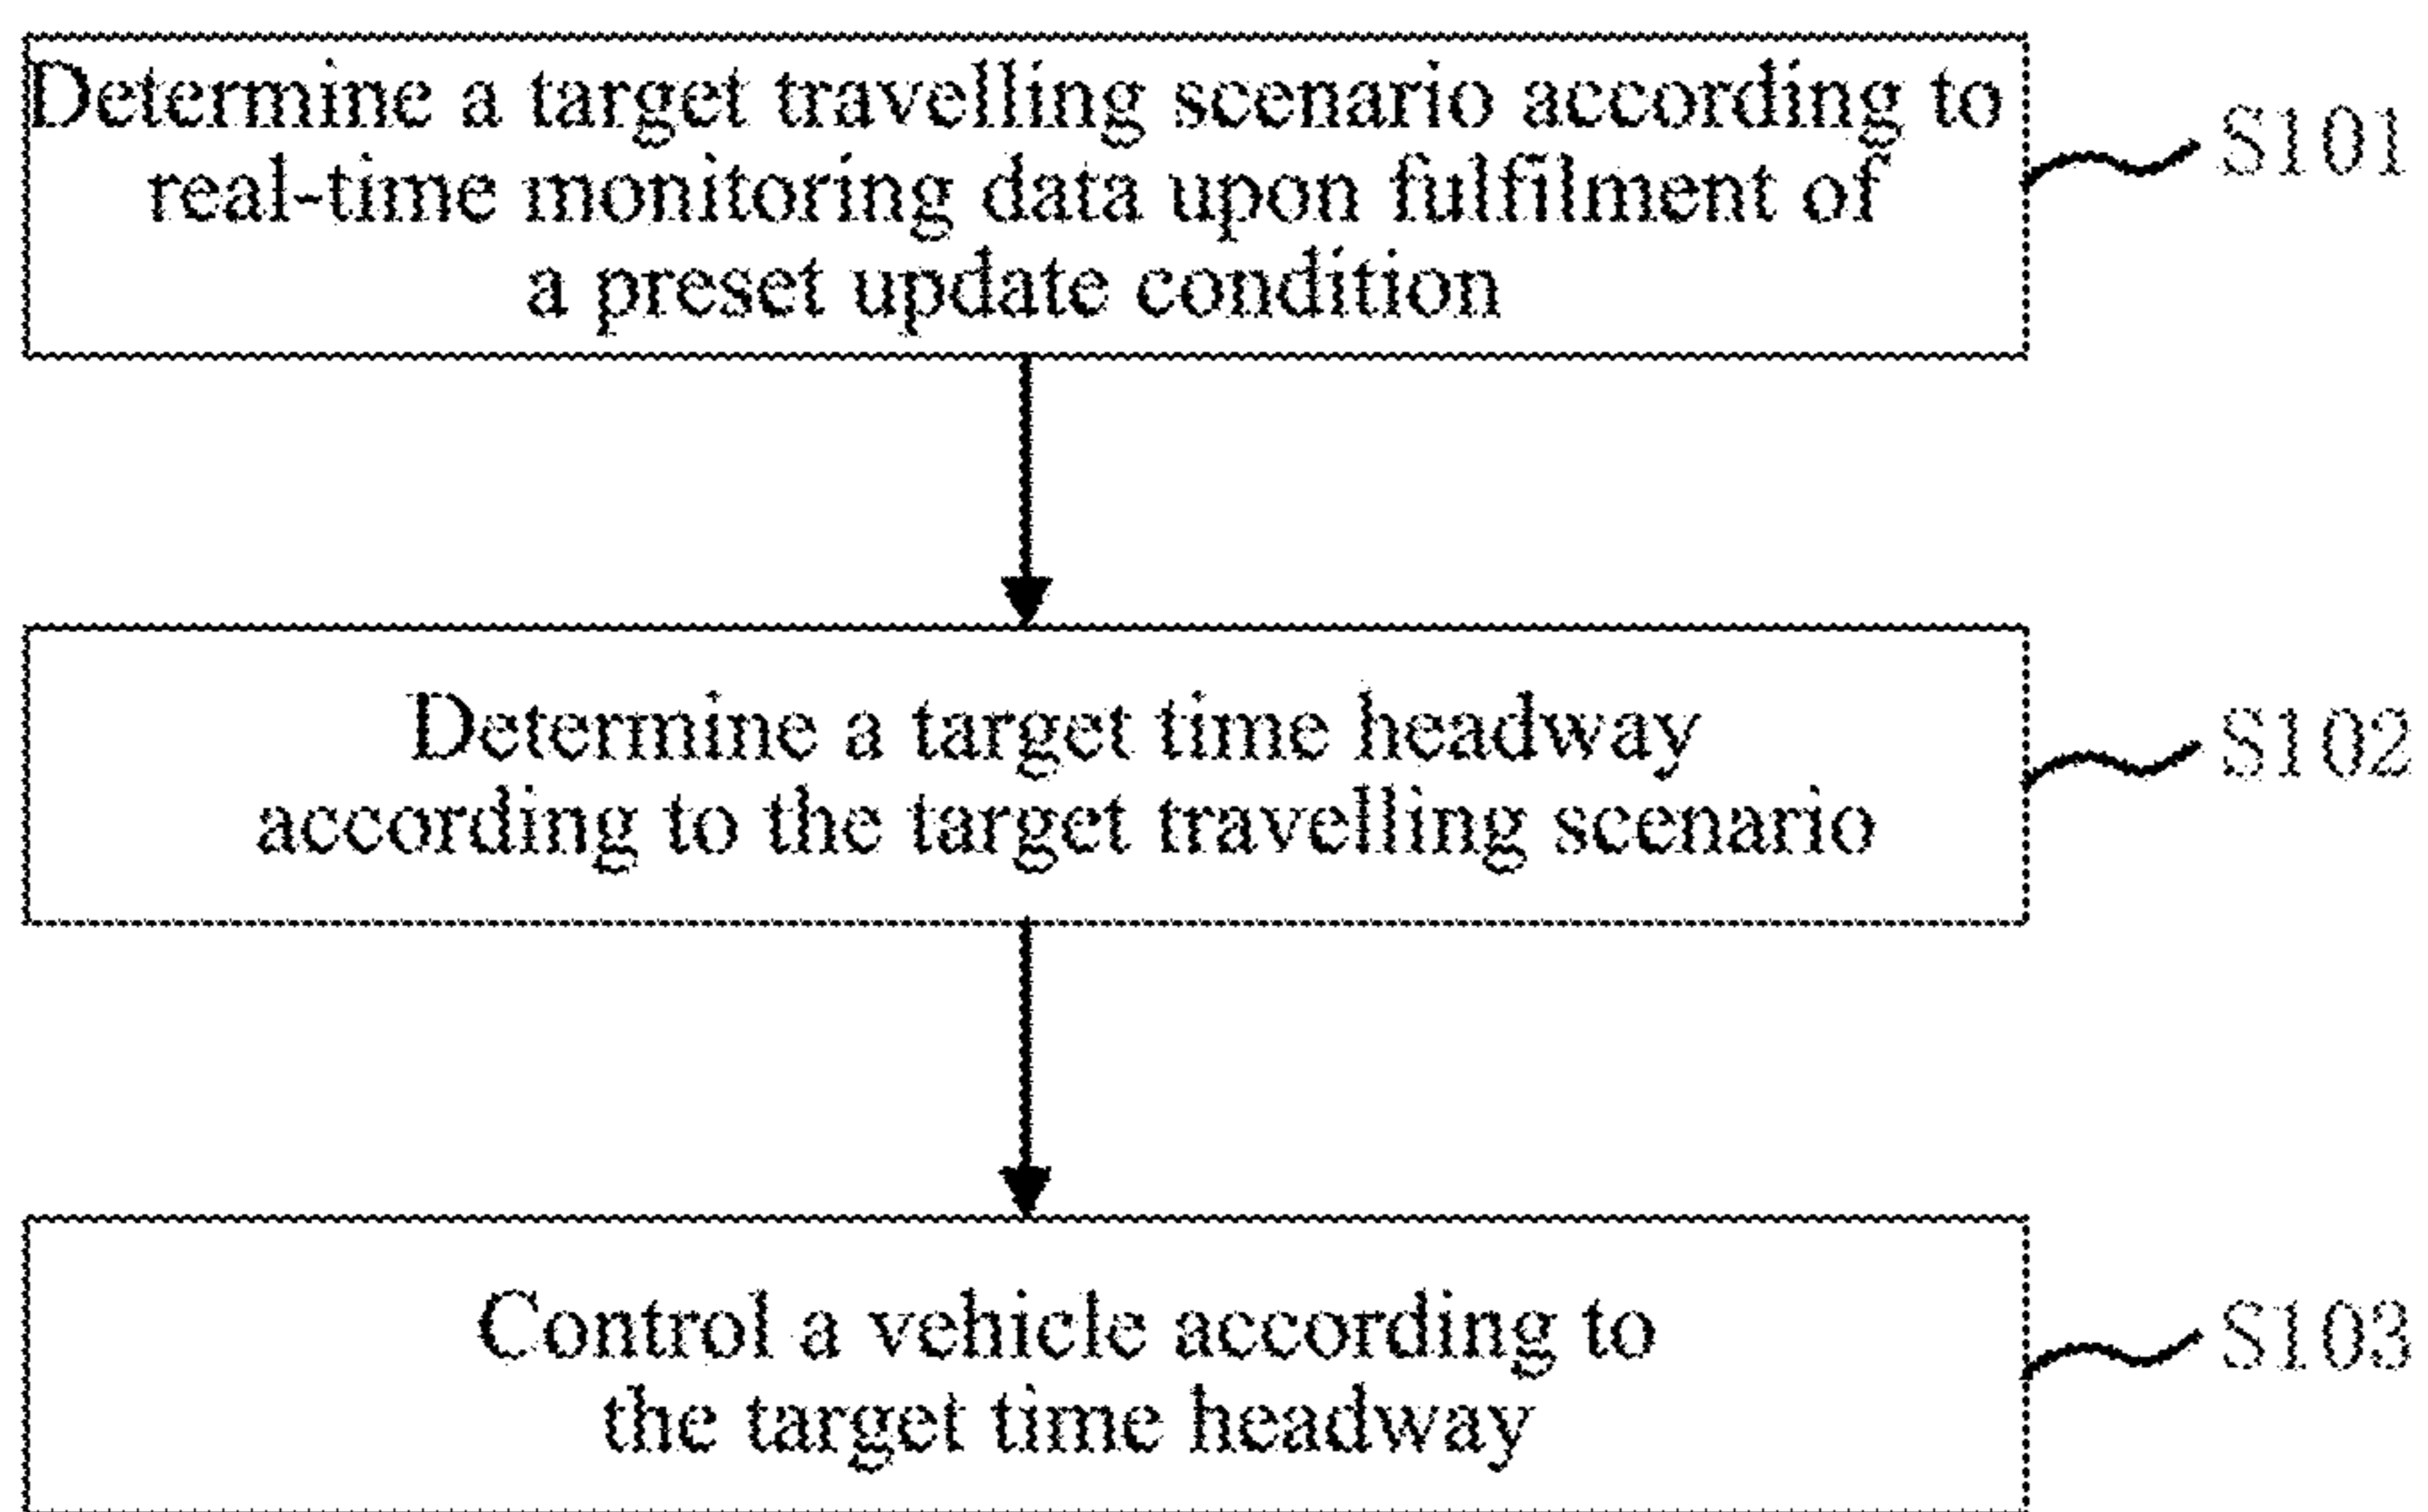 Determine a target travelling scenario according to
real-time monitoring data upon fulfilment of
a preset update condition
S101
Determine a target time headway
according to the target travelling scenario
S102
Control a vehicle according to
the target time headway
S103